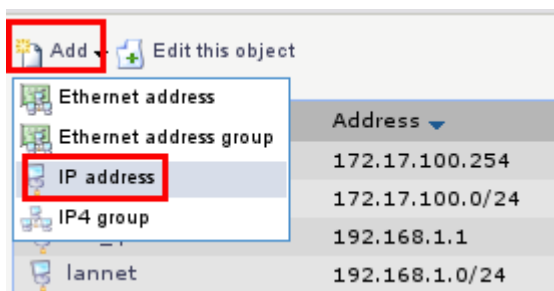 Add Edit this object
Ethernet address
Ethernet address group
IP address
IP4 group
Address
172.17.100.254
172.17.100.0/24
192.168.1.1
lannet 192.168.1.0/24